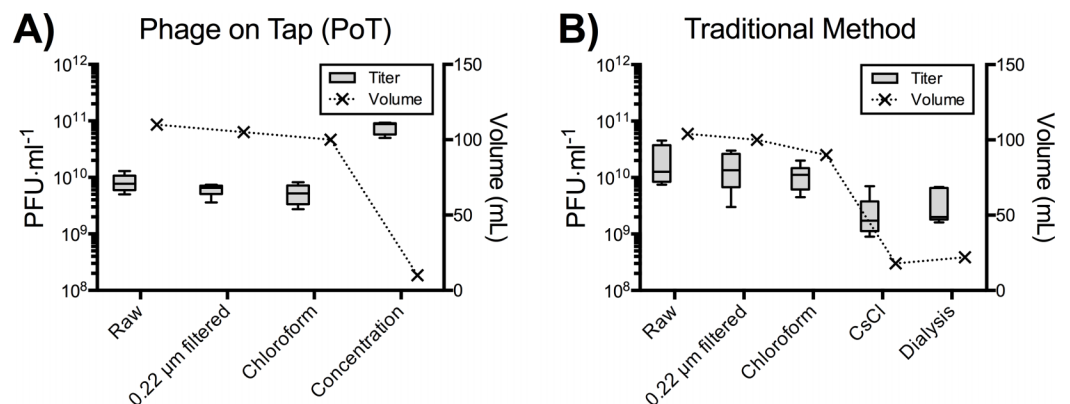 A)
Phage on Tap (PoT)
PFU·ml⁻¹
10¹²
10¹¹
10¹⁰
10⁹
10⁸
Titer
Volume
150
100
50
0
Volume (mL)
Raw
0.22 µm filtered
Chloroform
Concentration
B)
Traditional Method
PFU·ml⁻¹
10¹²
10¹¹
10¹⁰
10⁹
10⁸
Titer
Volume
150
100
50
0
Volume (mL)
Raw
0.22 µm filtered
Chloroform
CsCl
Dialysis